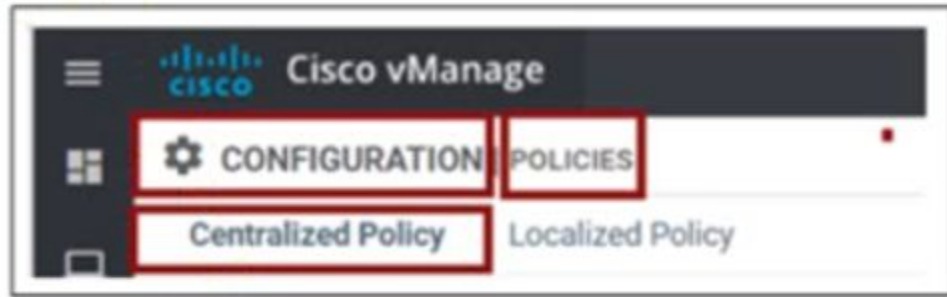 cisco Cisco vManage
CONFIGURATION | POLICIES
Centralized Policy Localized Policy